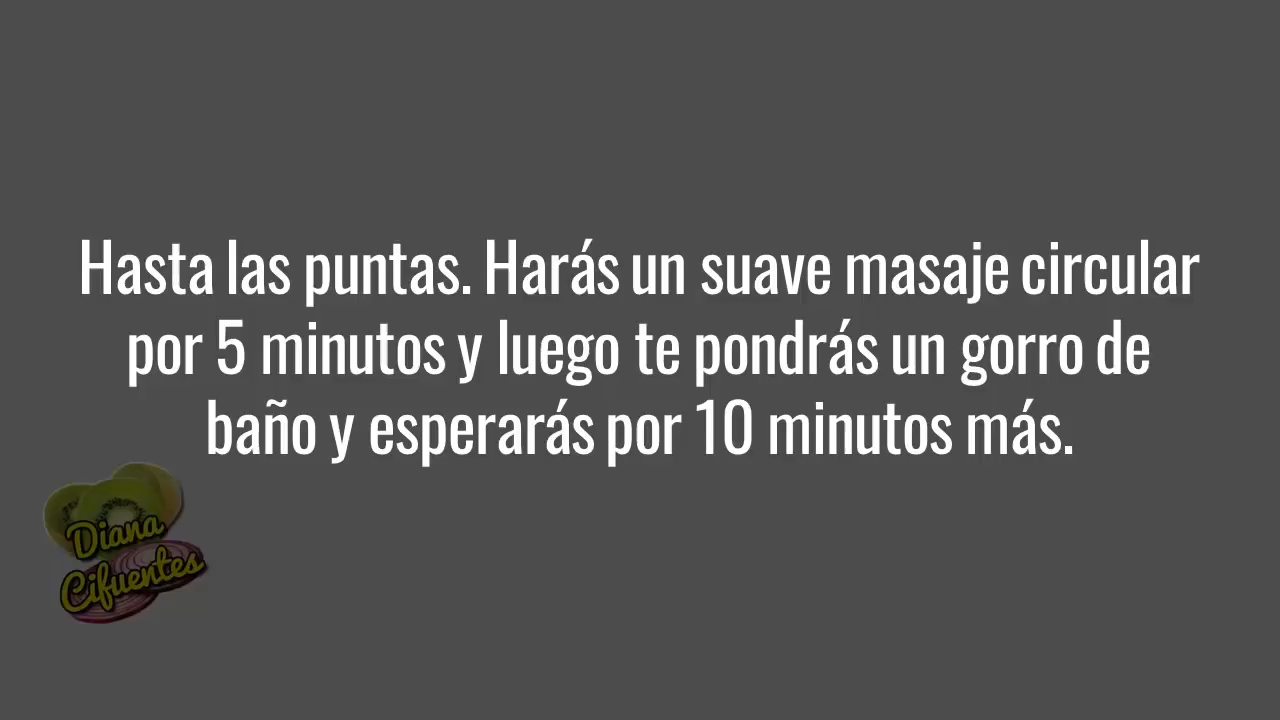 Hasta las puntas. Harás un suave masaje circular
por 5 minutos y luego te pondrás un gorro de
baño y esperarás por 10 minutos más.
Diana
Cifuentes